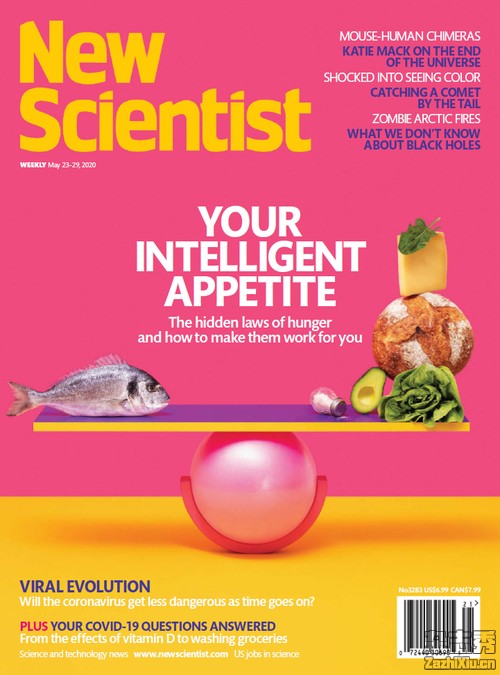 New
Scientist
WEEKLY May 23-29, 2020
MOUSE-HUMAN CHIMERAS
KATIE MACK ON THE END
OF THE UNIVERSE
SHOCKED INTO SEEING COLOR
CATCHING A COMET
BY THE TAIL
ZOMBIE ARCTIC FIRES
WHAT WE DON'T KNOW
ABOUT BLACK HOLES
YOUR
INTELLIGENT
APPETITE
The hidden laws of hunger
and how to make them work for you
VIRAL EVOLUTION
Will the coronavirus get less dangerous as time goes on?
PLUS YOUR COVID-19 QUESTIONS ANSWERED
From the effects of vitamin D to washing groceries
Science and technology news www.newscientist.com US jobs in science
No3283 US$6.99 CAN$7.99
21
ZazhiXiu.cn